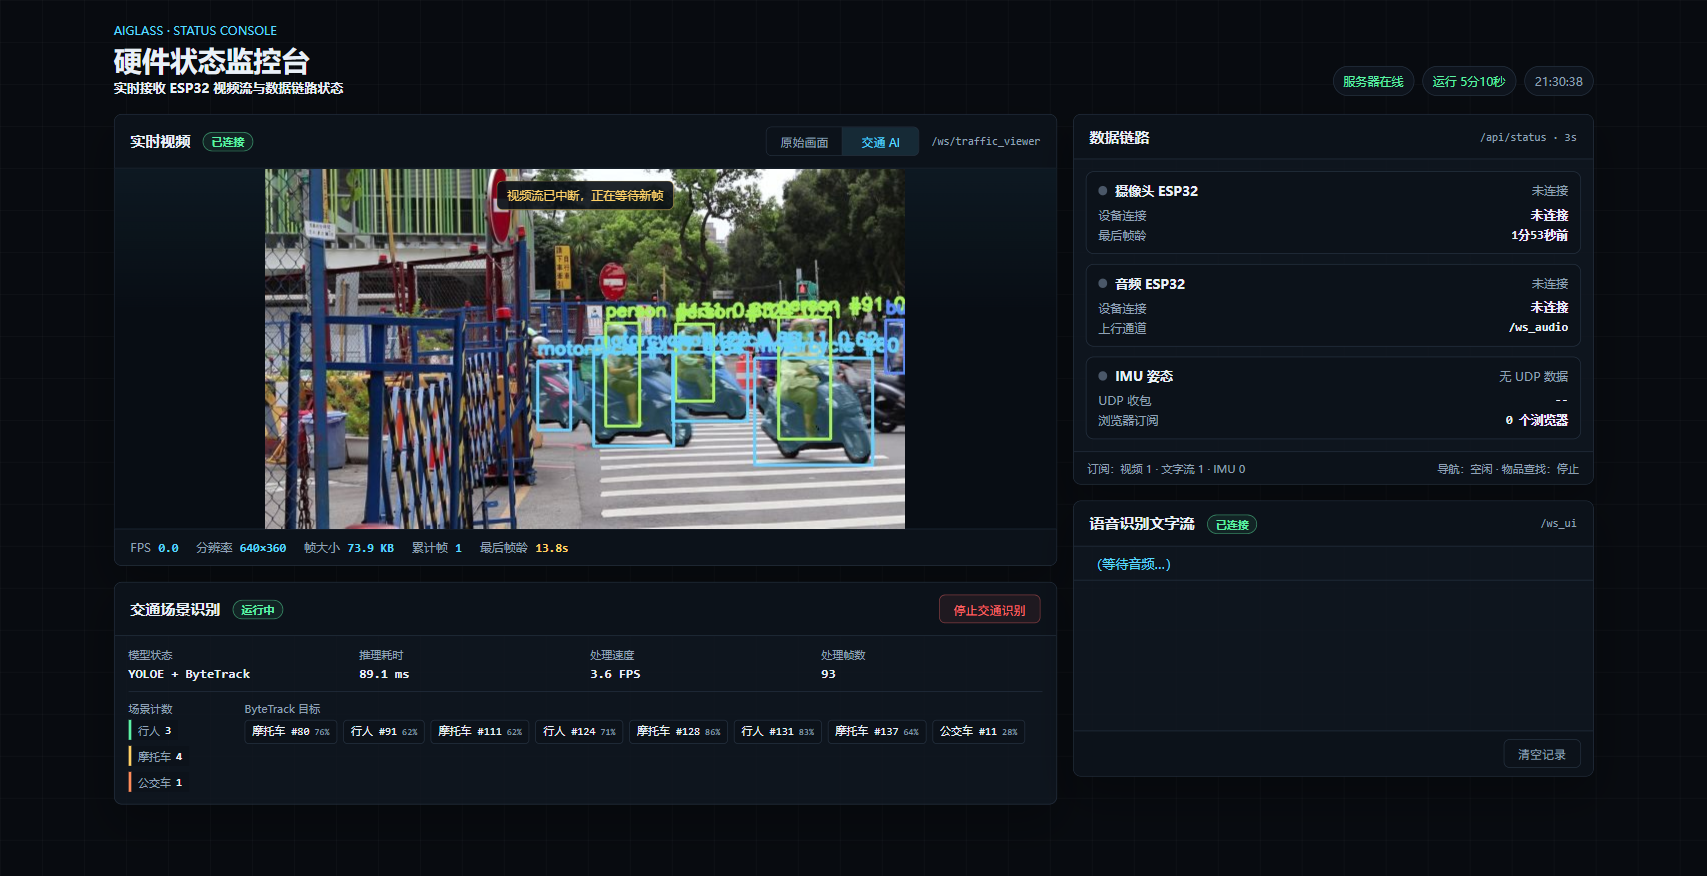 AIGLASS · STATUS CONSOLE
硬件状态监控台
实时接收 ESP32 视频流与数据链路状态
服务器在线
运行 5分10秒
21:30:38
实时视频 已连接
原始画面 交通 AI /ws/traffic_viewer
视频流已中断，正在等待新帧
person
person #91
FPS 0.0 分辨率 640×360 帧大小 73.9 KB 累计帧 1 最后帧龄 13.8s
交通场景识别 运行中
停止交通识别
模型状态 推理耗时 处理速度 处理帧数
YOLOE + ByteTrack 89.1 ms 3.6 FPS 93
场景计数
行人 3
摩托车 4
公交车 1
ByteTrack 目标
摩托车 #80 76% 行人 #91 62% 摩托车 #111 62% 行人 #124 71% 摩托车 #128 86% 行人 #131 83% 摩托车 #137 64% 公交车 #11 28%
数据链路 /api/status · 3s
摄像头 ESP32 未连接
设备连接 未连接
最后帧龄 1分53秒前
音频 ESP32 未连接
设备连接 未连接
上行通道 /ws_audio
IMU 姿态 无 UDP 数据
UDP 收包 --
浏览器订阅 0 个浏览器
订阅：视频 1 · 文字流 1 · IMU 0 导航：空闲 · 物品查找：停止
语音识别文字流 已连接 /ws_ui
(等待音频…)
清空记录